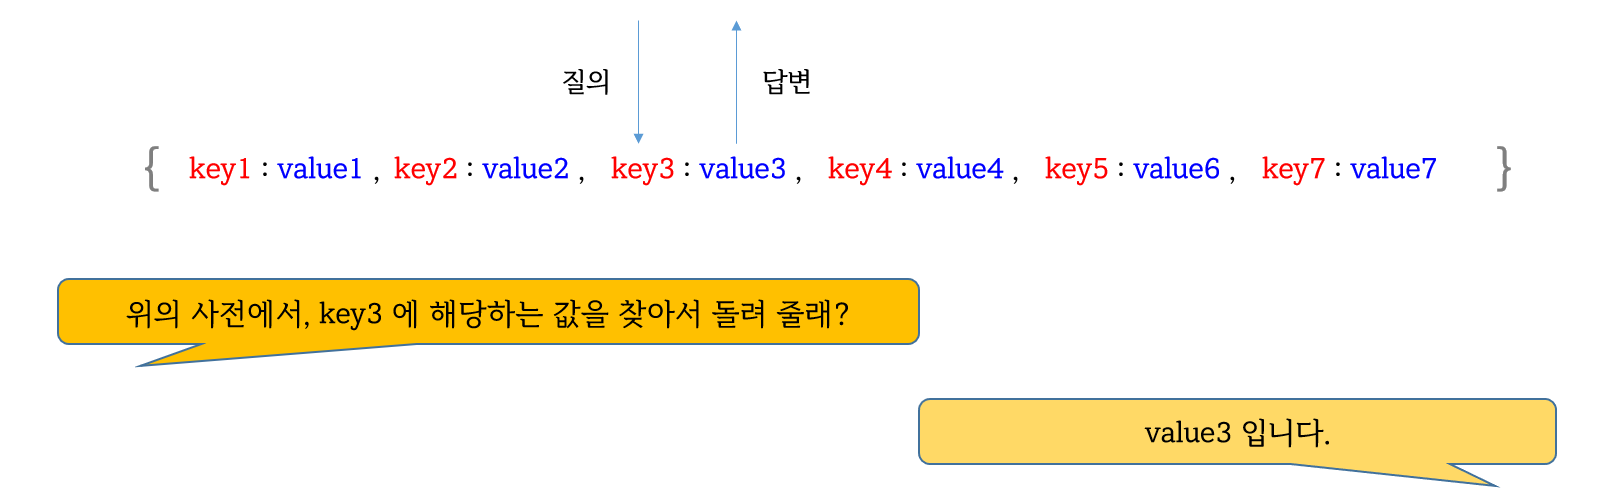 질의 답변
{ key1 : value1 , key2 : value2 , key3 : value3 , key4 : value4 , key5 : value6 , key7 : value7 }
위의 사전에서, key3 에 해당하는 값을 찾아서 돌려 줄래?
value3 입니다.